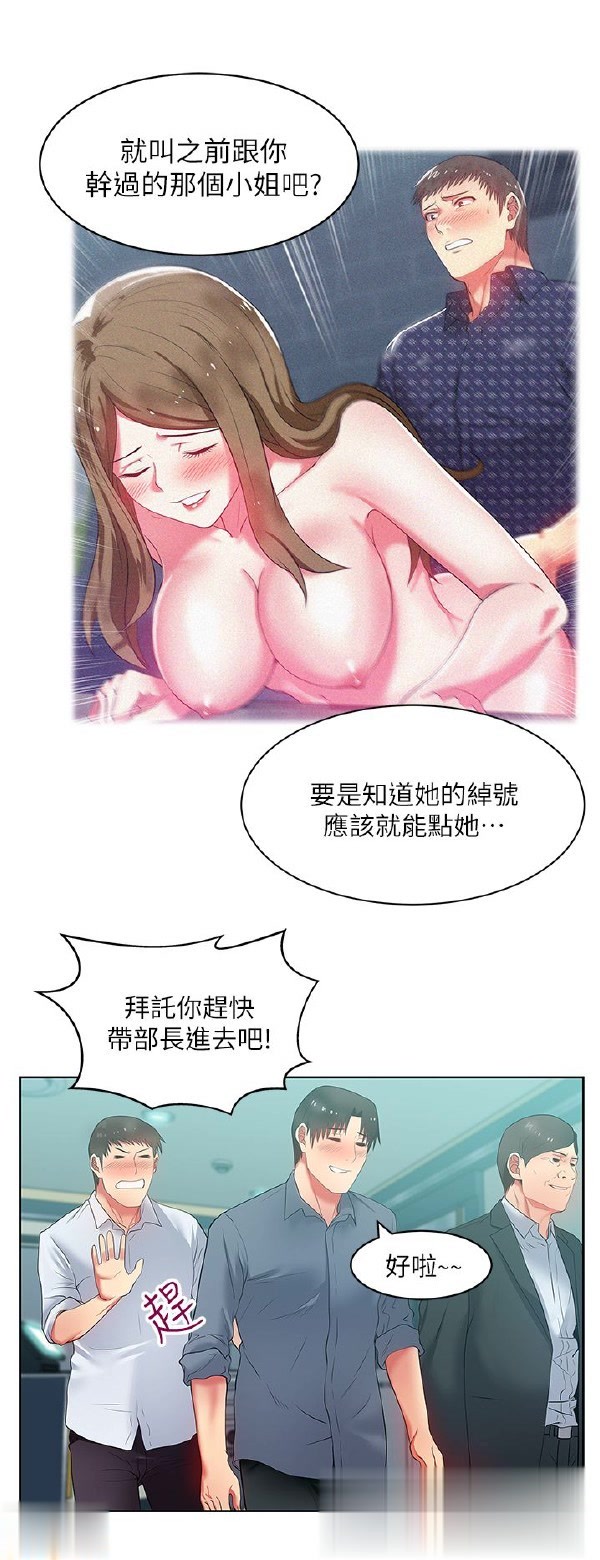 就叫之前跟你
幹過的那個小姐吧?
要是知道她的綽號
應該就能點她⋯
拜託你趕快
帶部長進去吧!
好啦~~
趕